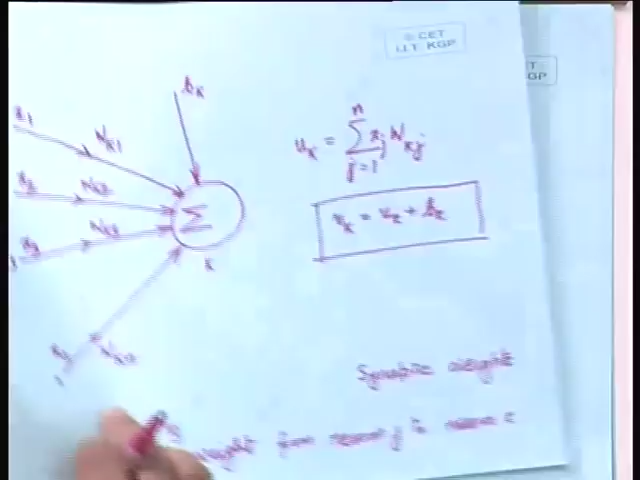 © CET
I.I.T. KGP
KGP
b_k
x_1
W_k1
x_2
W_k2
x_3
W_k3
Σ
k
u_k = Σ_{j=1}^{n} x_j W_kj
v_k = u_k + b_k
Synaptic weight
weight from neuron j to neuron